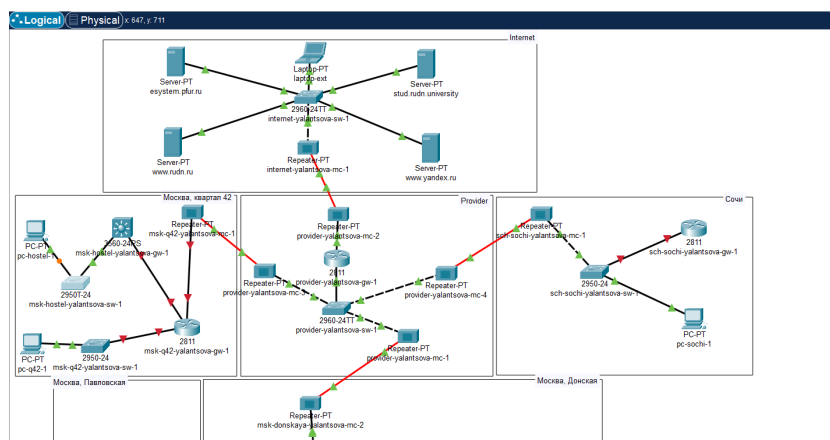 Logical
Physical
x: 647, y: 711
Internet
Laptop-PT
laptop-ext
Server-PT
esystem.pfur.ru
Server-PT
stud.rudn.university
2960-24TT
internet-yalantsova-sw-1
Server-PT
www.rudn.ru
Repeater-PT
internet-yalantsova-mc-1
Server-PT
www.yandex.ru
Москва, квартал 42
Provider
Сочи
Repeater-PT
msk-q42-yalantsova-mc-1
3560-24PS
msk-hostel-yalantsova-gw-1
PC-PT
pc-hostel-1
2950T-24
msk-hostel-yalantsova-sw-1
2811
msk-q42-yalantsova-gw-1
PC-PT
pc-q42-1
2950-24
msk-q42-yalantsova-sw-1
Repeater-PT
provider-yalantsova-mc-2
2811
provider-yalantsova-gw-1
Repeater-PT
provider-yalantsova-mc-3
Repeater-PT
provider-yalantsova-mc-4
2960-24TT
provider-yalantsova-sw-1
Repeater-PT
provider-yalantsova-mc-1
Repeater-PT
sch-sochi-yalantsova-mc-1
2811
sch-sochi-yalantsova-gw-1
2950-24
sch-sochi-yalantsova-sw-1
PC-PT
pc-sochi-1
Москва, Павловская
Москва, Донская
Repeater-PT
msk-donskaya-yalantsova-mc-2